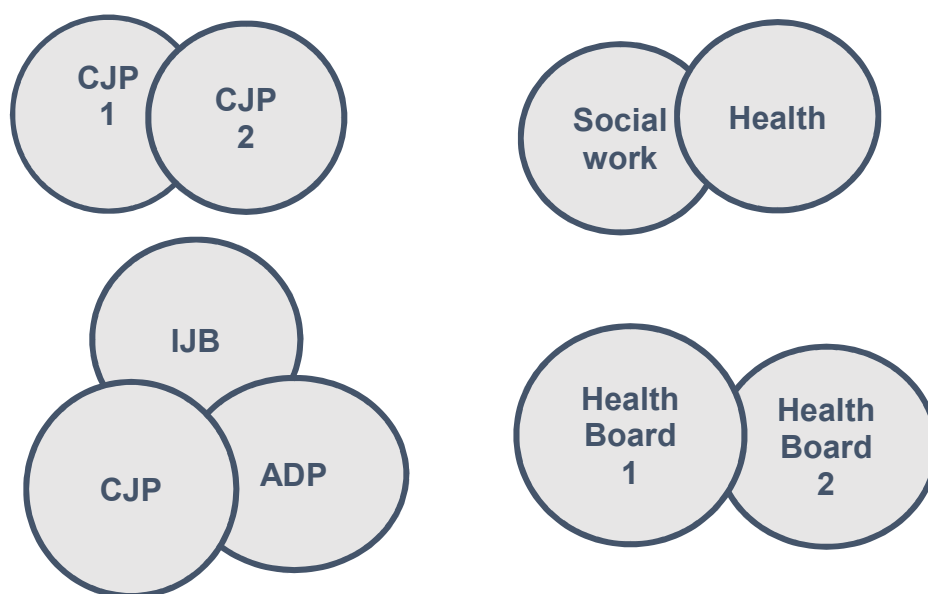 CJP
1
CJP
2
Social
work
Health
IJB
CJP
ADP
Health
Board
1
Health
Board
2